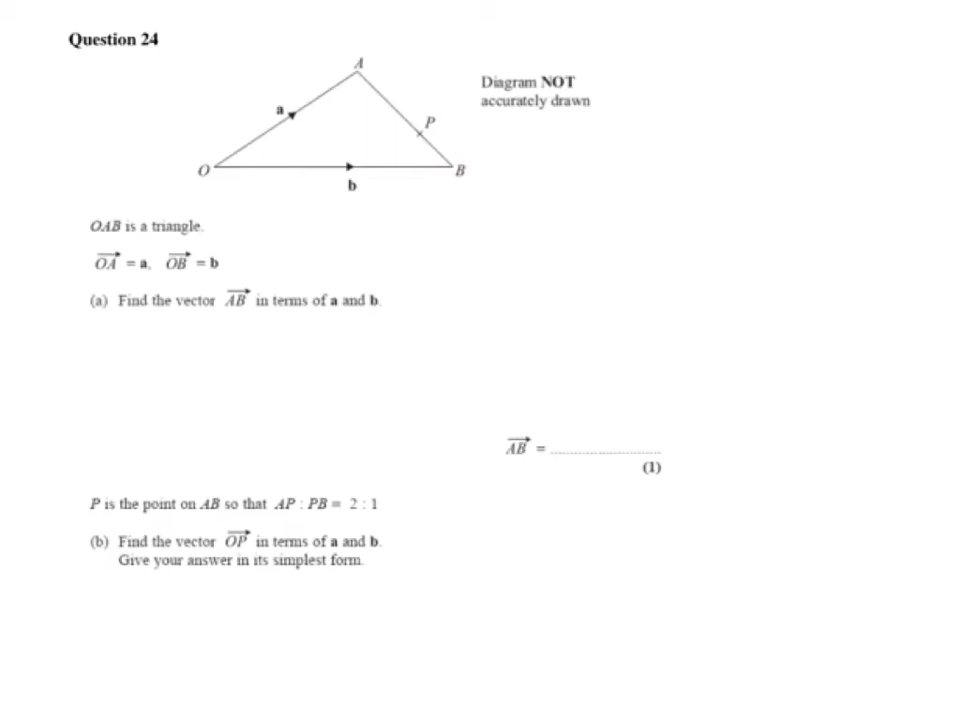 Question 24
A
Diagram NOT
accurately drawn
a
P
O
B
b
OAB is a triangle.
OA = a, OB = b
(a) Find the vector AB in terms of a and b.
AB = ........................
(1)
P is the point on AB so that AP : PB = 2 : 1
(b) Find the vector OP in terms of a and b.
Give your answer in its simplest form.